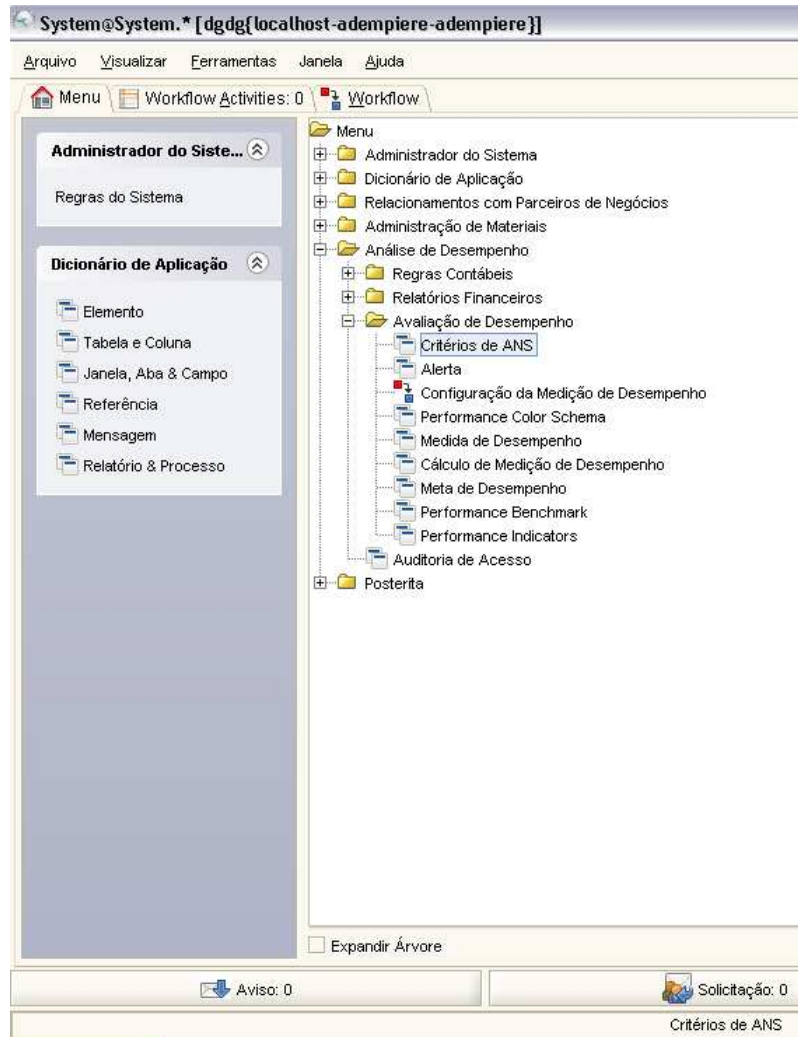 System@System.* [dgdg{localhost-adempiere-adempiere}]
Arquivo Visualizar Ferramentas Janela Ajuda
Menu Workflow Activities: 0 Workflow
Administrador do Siste...
Regras do Sistema
Dicionário de Aplicação
Elemento
Tabela e Coluna
Janela, Aba & Campo
Referência
Mensagem
Relatório & Processo
Menu
Administrador do Sistema
Dicionário de Aplicação
Relacionamentos com Parceiros de Negócios
Administração de Materiais
Análise de Desempenho
Regras Contábeis
Relatórios Financeiros
Avaliação de Desempenho
Critérios de ANS
Alerta
Configuração da Medição de Desempenho
Performance Color Schema
Medida de Desempenho
Cálculo de Medição de Desempenho
Meta de Desempenho
Performance Benchmark
Performance Indicators
Auditoria de Acesso
Posterita
Expandir Árvore
Aviso: 0
Solicitação: 0
Critérios de ANS